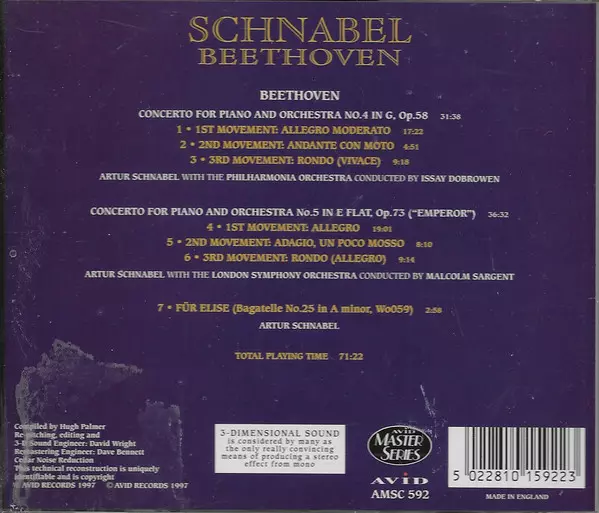 SCHNABEL
BEETHOVEN
BEETHOVEN
CONCERTO FOR PIANO AND ORCHESTRA NO.4 IN G, Op.58 31:38
1 • 1ST MOVEMENT: ALLEGRO MODERATO 17:22
2 • 2ND MOVEMENT: ANDANTE CON MOTO 4:51
3 • 3RD MOVEMENT: RONDO (VIVACE) 9:18
ARTUR SCHNABEL WITH THE PHILHARMONIA ORCHESTRA CONDUCTED BY ISSAY DOBROWEN
CONCERTO FOR PIANO AND ORCHESTRA No.5 IN E FLAT, Op.73 ("EMPEROR") 36:32
4 • 1ST MOVEMENT: ALLEGRO 19:01
5 • 2ND MOVEMENT: ADAGIO, UN POCO MOSSO 8:10
6 • 3RD MOVEMENT: RONDO (ALLEGRO) 9:14
ARTUR SCHNABEL WITH THE LONDON SYMPHONY ORCHESTRA CONDUCTED BY MALCOLM SARGENT
7 • FÜR ELISE (Bagatelle No.25 in A minor, Wo059) 2:58
ARTUR SCHNABEL
TOTAL PLAYING TIME 71:22
Compiled by Hugh Palmer
Re-pitching, editing and
3-D Sound Engineer: David Wright
Remastering Engineer: Dave Bennett
Cedar Noise Reduction
This technical reconstruction is uniquely
identifiable and is copyright
℗ AVID RECORDS 1997 © AVID RECORDS 1997
3-DIMENSIONAL SOUND
is considered by many as
the only really convincing
means of producing a stereo
effect from mono
AVID
MASTER
SERIES
AVID
AMSC 592
5 022810 159223
MADE IN ENGLAND